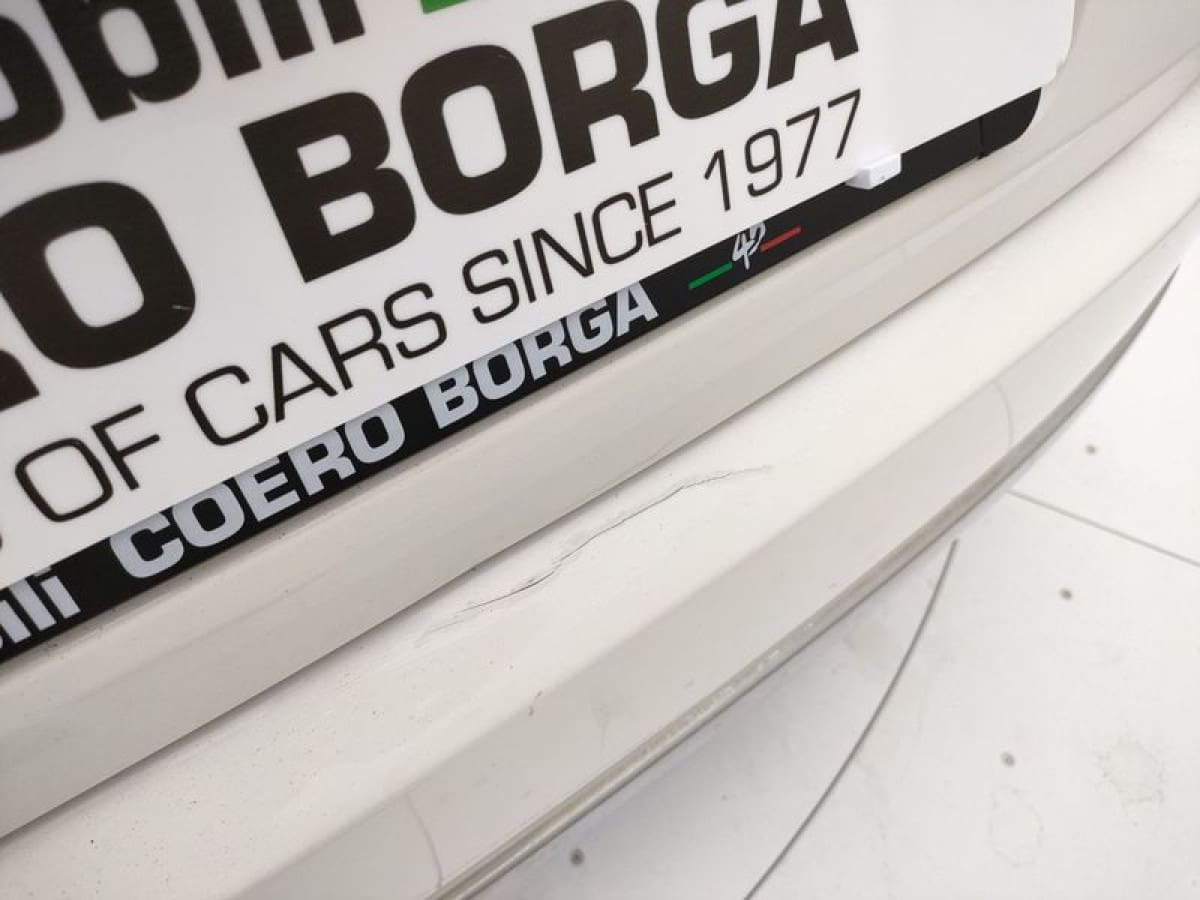 BORGA
OF CARS SINCE 1977
COERO BORGA